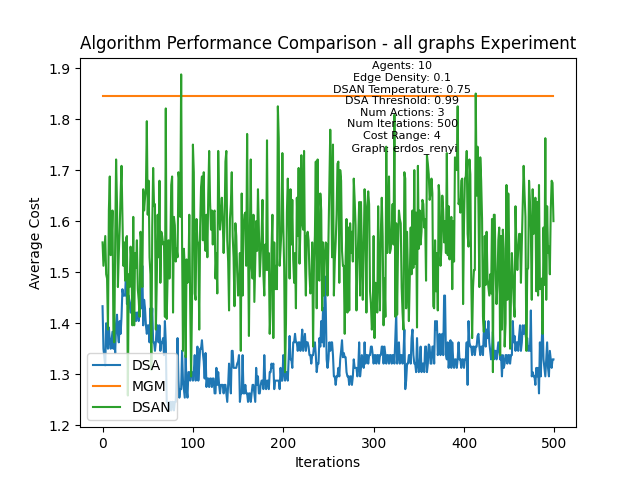 Algorithm Performance Comparison - all graphs Experiment
Agents: 10
Edge Density: 0.1
DSAN Temperature: 0.75
DSA Threshold: 0.99
Num Actions: 3
Num Iterations: 500
Cost Range: 4
Graph: erdos_renyi
Average Cost
1.9
1.8
1.7
1.6
1.5
1.4
1.3
1.2
DSA
MGM
DSAN
0
100
200
300
400
500
Iterations